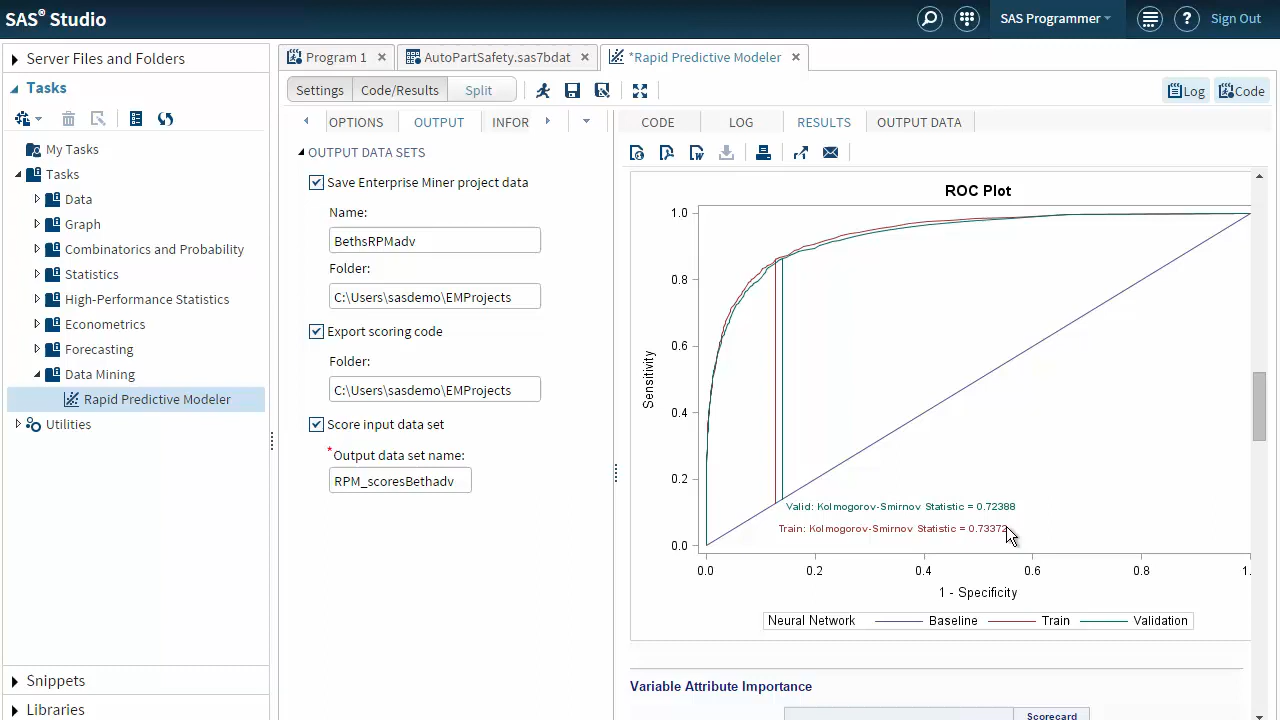 SAS® Studio
SAS Programmer
Sign Out
Server Files and Folders
Tasks
My Tasks
Tasks
Data
Graph
Combinatorics and Probability
Statistics
High-Performance Statistics
Econometrics
Forecasting
Data Mining
Rapid Predictive Modeler
Utilities
Snippets
Libraries
Program 1
AutoPartSafety.sas7bdat
*Rapid Predictive Modeler
Settings
Code/Results
Split
Log
Code
OPTIONS
OUTPUT
INFOR
OUTPUT DATA SETS
Save Enterprise Miner project data
Name:
BethsRPMadv
Folder:
C:\Users\sasdemo\EMProjects
Export scoring code
Folder:
C:\Users\sasdemo\EMProjects
Score input data set
*Output data set name:
RPM_scoresBethadv
CODE
LOG
RESULTS
OUTPUT DATA
ROC Plot
1.0
0.8
0.6
0.4
0.2
0.0
Sensitivity
Valid: Kolmogorov-Smirnov Statistic = 0.72388
Train: Kolmogorov-Smirnov Statistic = 0.73372
0.0
0.2
0.4
0.6
0.8
1.
1 - Specificity
Neural Network
Baseline
Train
Validation
Variable Attribute Importance
Scorecard